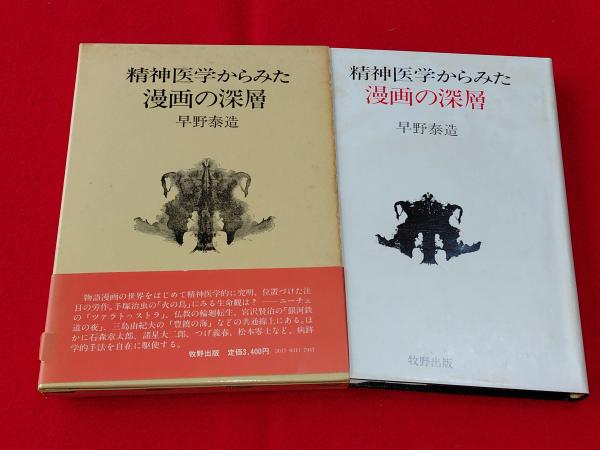 精神医学からみた
漫画の深層
早野泰造
物語漫画の世界をはじめて精神医学的に究明、位置づけた注
目の労作。手塚治虫の「火の鳥」にみる生命観は?――ニーチェ
の「ツァラトゥストラ」、仏教の輪廻転生、宮沢賢治の「銀河鉄
道の夜」、三島由紀夫の「豊饒の海」などの共通線上にある。ほ
かに石森章太郎、諸星大二郎、つげ義春、松本零士など、病跡
学的手法を自在に駆使する。
牧野出版 定価3,400円
精神医学からみた
漫画の深層
早野泰造
牧野出版